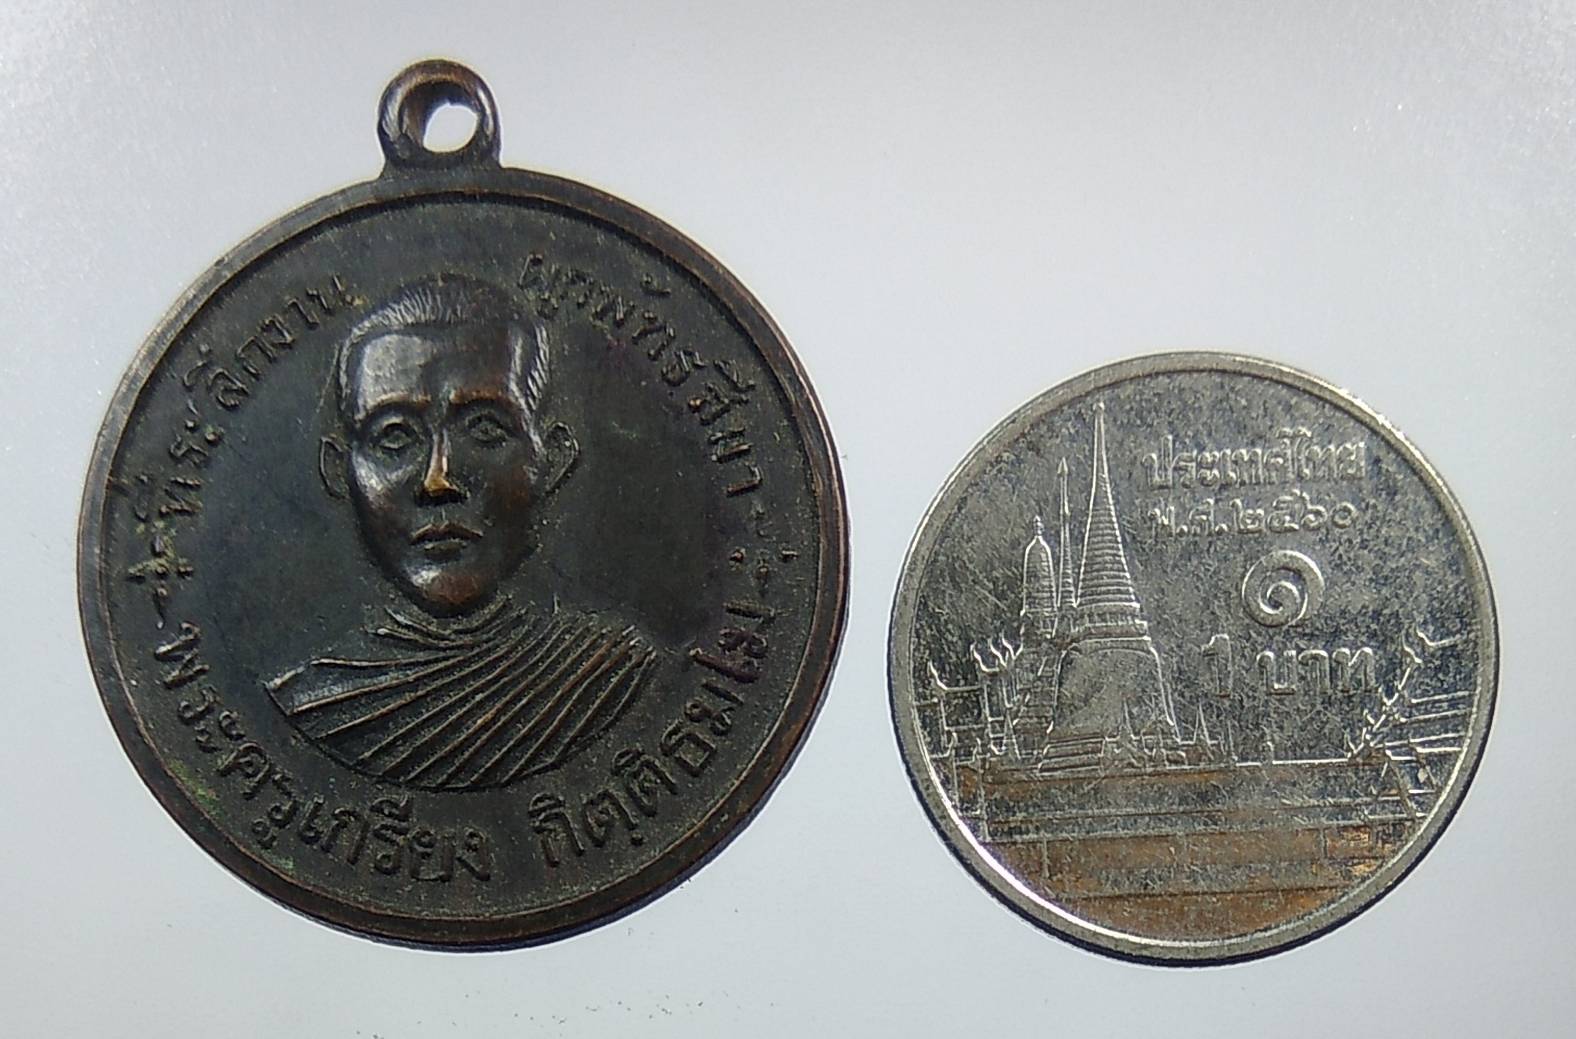 ที่ระลึกงาน ผูกพัทธสีมา
พระครูเกรียง กิตฺติธมฺโม
ประเทศไทย
พ.ศ.๒๕๖๐
๑
1 บาท